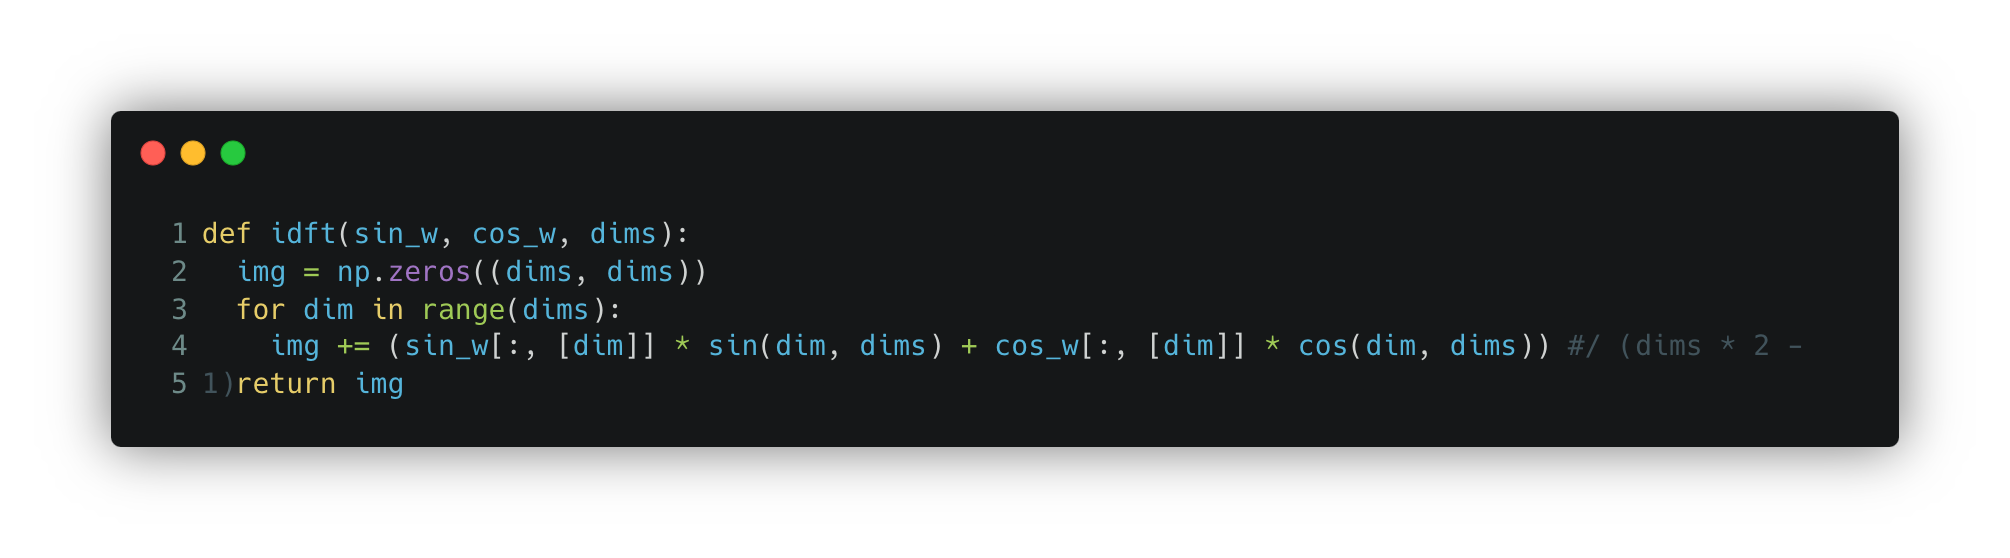 1 def idft(sin_w, cos_w, dims):
2   img = np.zeros((dims, dims))
3   for dim in range(dims):
4     img += (sin_w[:, [dim]] * sin(dim, dims) + cos_w[:, [dim]] * cos(dim, dims)) #/ (dims * 2 -
5 1)return img